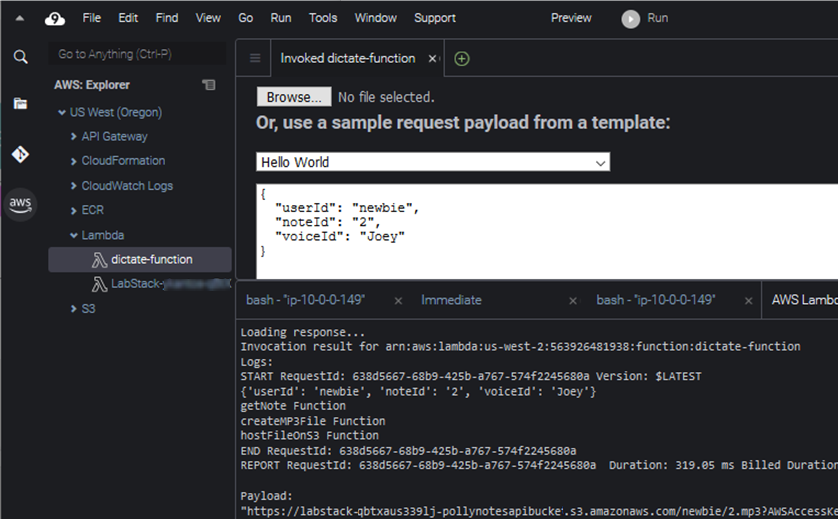 9 File Edit Find View Go Run Tools Window Support Preview Run
Go to Anything (Ctrl-P)
AWS: Explorer
US West (Oregon)
API Gateway
CloudFormation
CloudWatch Logs
ECR
Lambda
dictate-function
LabStack-
S3
aws
Invoked dictate-function
Browse... No file selected.
Or, use a sample request payload from a template:
Hello World
{
"userId": "newbie",
"noteId": "2",
"voiceId": "Joey"
}
bash - "ip-10-0-0-149" Immediate bash - "ip-10-0-0-149" AWS Lambd
Loading response...
Invocation result for arn:aws:lambda:us-west-2:563926481938:function:dictate-function
Logs:
START RequestId: 638d5667-68b9-425b-a767-574f2245680a Version: $LATEST
{'userId': 'newbie', 'noteId': '2', 'voiceId': 'Joey'}
getNote Function
createMP3File Function
hostFileOnS3 Function
END RequestId: 638d5667-68b9-425b-a767-574f2245680a
REPORT RequestId: 638d5667-68b9-425b-a767-574f2245680a Duration: 319.05 ms Billed Duration
Payload:
"https://labstack-qbtxaus339lj-pollynotesapibucket.s3.amazonaws.com/newbie/2.mp3?AWSAccessKe